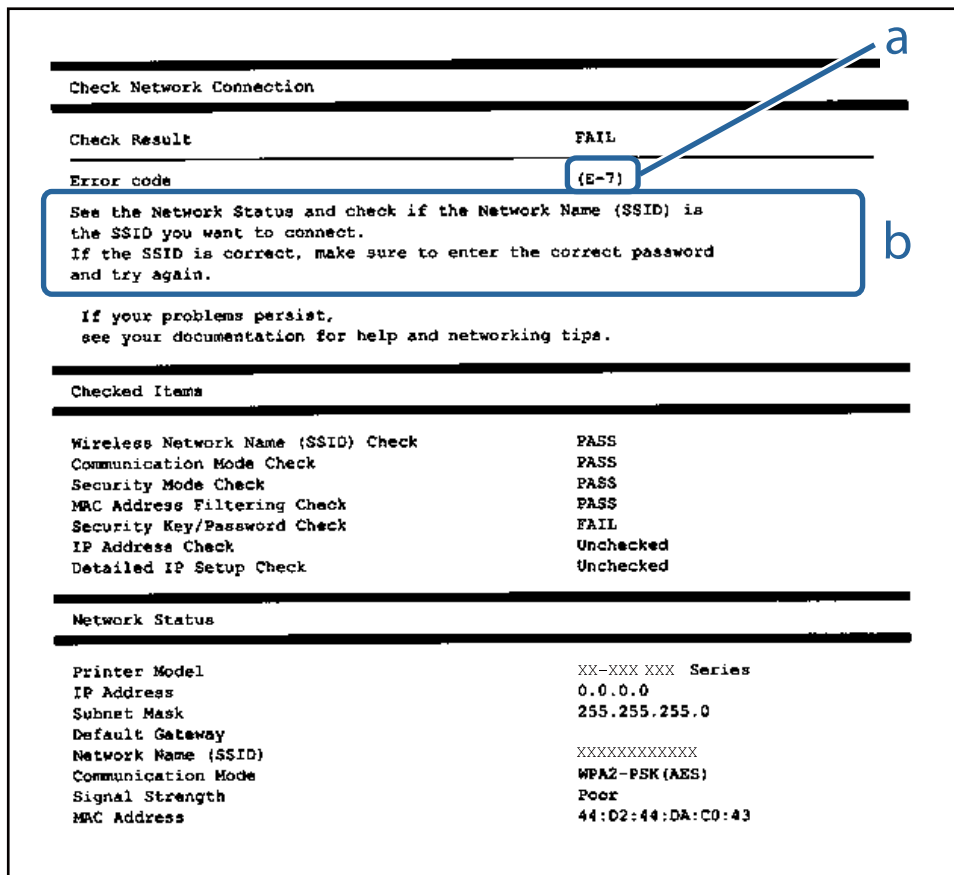 a
Check Network Connection
Check Result FAIL
Error code (E-7)
See the Network Status and check if the Network Name (SSID) is
the SSID you want to connect.
If the SSID is correct, make sure to enter the correct password
and try again.
b
If your problems persist,
see your documentation for help and networking tips.
Checked Items
Wireless Network Name (SSID) Check PASS
Communication Mode Check PASS
Security Mode Check PASS
MAC Address Filtering Check PASS
Security Key/Password Check FAIL
IP Address Check Unchecked
Detailed IP Setup Check Unchecked
Network Status
Printer Model XX-XXX XXX Series
IP Address 0.0.0.0
Subnet Mask 255.255.255.0
Default Gateway
Network Name (SSID) XXXXXXXXXXXX
Communication Mode WPA2-PSK(AES)
Signal Strength Poor
MAC Address 44:D2:44:DA:C0:43